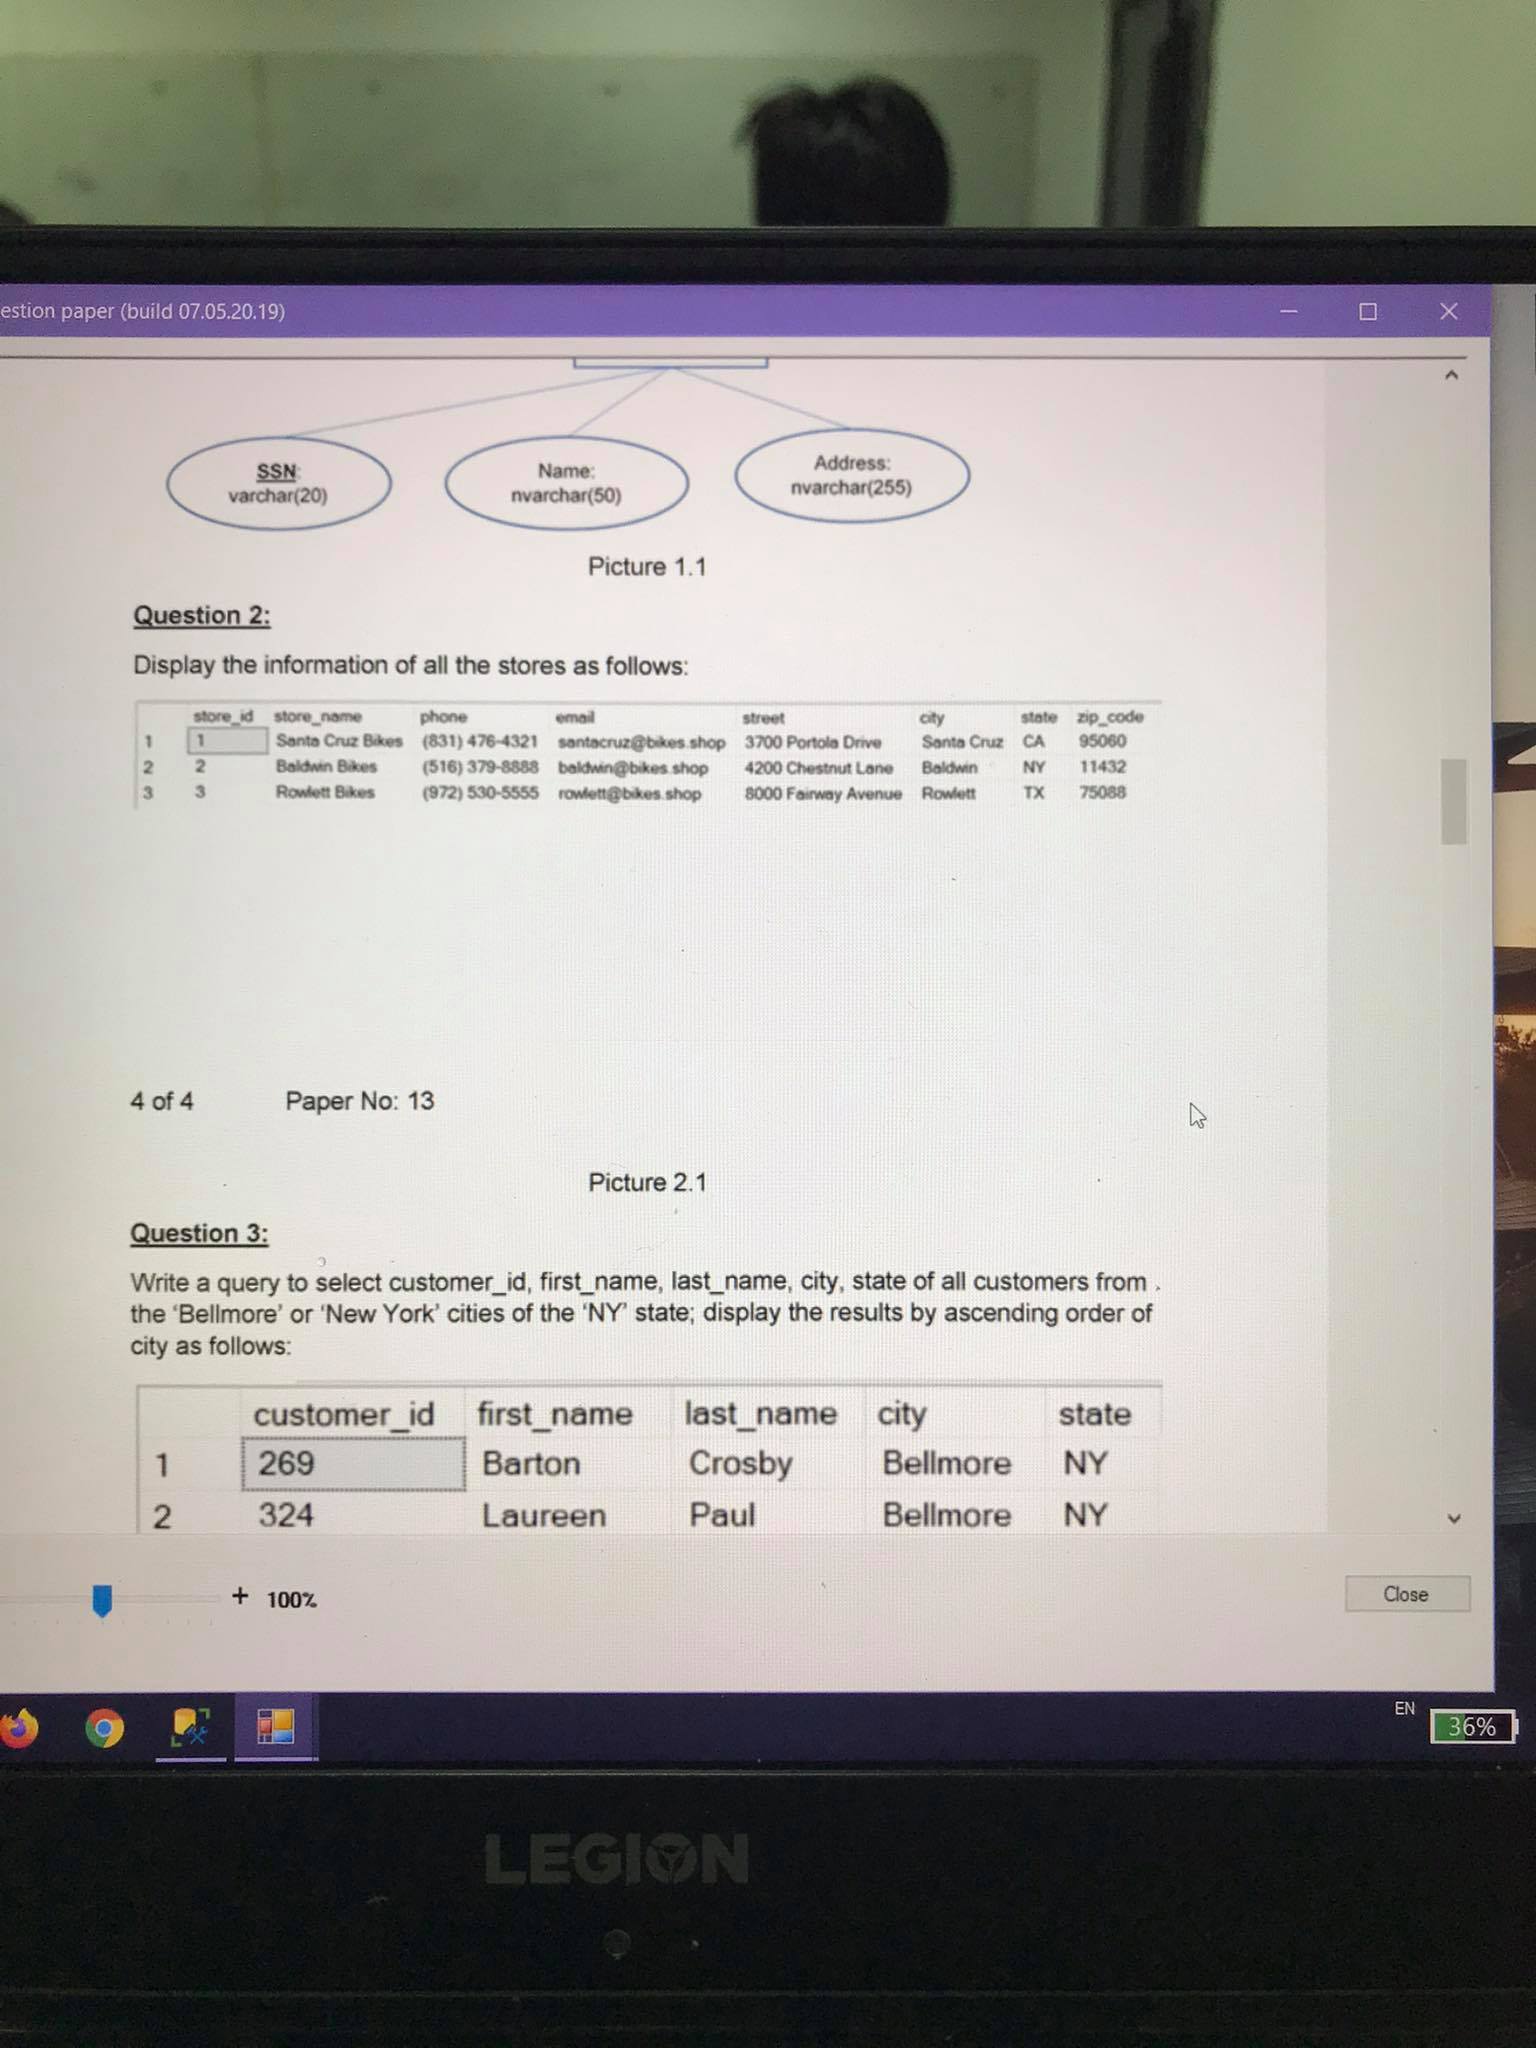 estion paper (build 07.05.20.19)
SSN:
varchar(20)
Name:
nvarchar(50)
Address:
nvarchar(255)
Picture 1.1
Question 2:
Display the information of all the stores as follows:
store_id store_name phone email street city state zip_code
1 1 Santa Cruz Bikes (831) 476-4321 santacruz@bikes.shop 3700 Portola Drive Santa Cruz CA 95060
2 2 Baldwin Bikes (516) 379-8888 baldwin@bikes.shop 4200 Chestnut Lane Baldwin NY 11432
3 3 Rowlett Bikes (972) 530-5555 rowlett@bikes.shop 8000 Fairway Avenue Rowlett TX 75088
4 of 4 Paper No: 13
Picture 2.1
Question 3:
Write a query to select customer_id, first_name, last_name, city, state of all customers from
the ‘Bellmore’ or ‘New York’ cities of the ‘NY’ state; display the results by ascending order of
city as follows:
customer_id first_name last_name city state
1 269 Barton Crosby Bellmore NY
2 324 Laureen Paul Bellmore NY
+ 100%
Close
EN
36%
LEGION